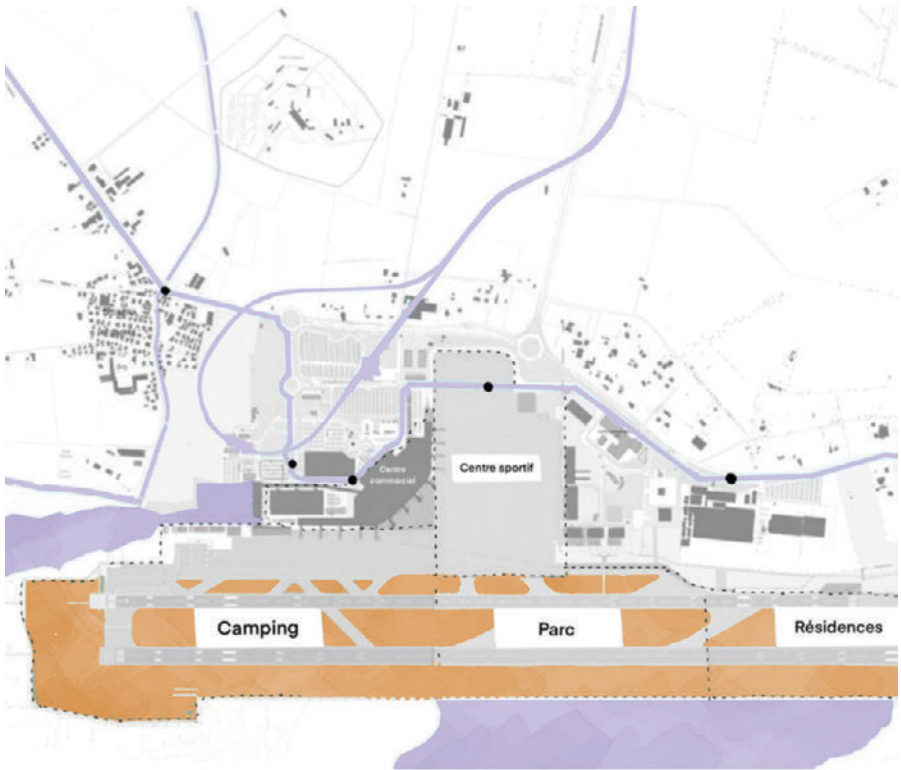 Centre
commercial
Centre sportif
Camping
Parc
Résidences